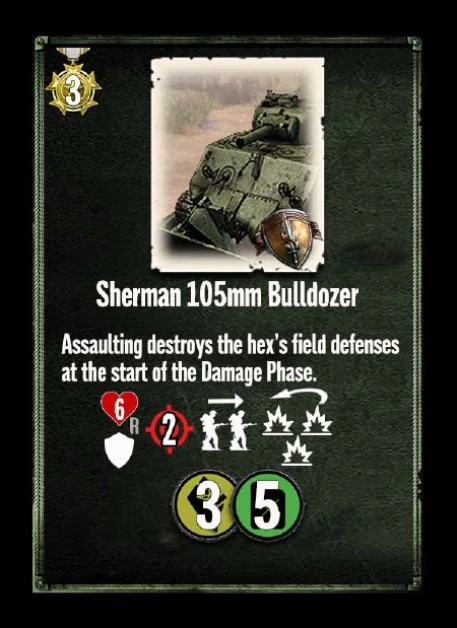 3
Sherman 105mm Bulldozer
Assaulting destroys the hex's field defenses
at the start of the Damage Phase.
6
R
2
3 5